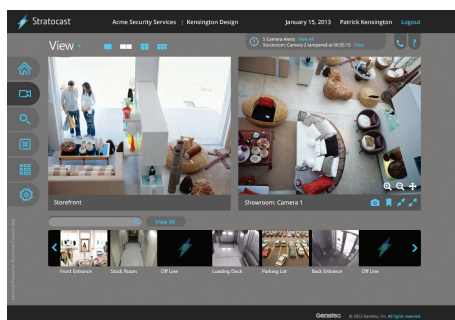 Stratocast
Acme Security Services | Kensington Design
January 15, 2013
Patrick Kensington
Logout
View
5 Camera Alerts View All
Stockroom: Camera 2 tampered at 00:35:15 Clear
?
Storefront
Showroom: Camera 1
View All
Front Entrance
Stock Room
Off Line
Loading Dock
Parking Lot
Back Entrance
Off Line
Genetec
© 2013 Genetec, Inc. All rights reserved